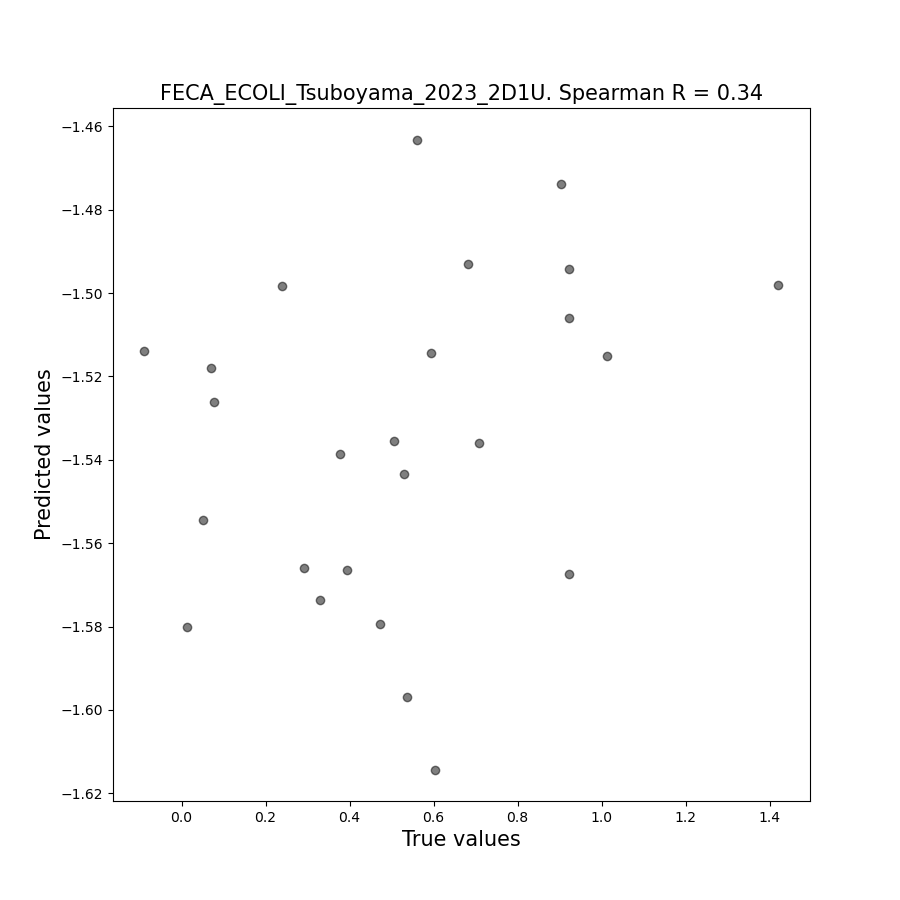 FECA_ECOLI_Tsuboyama_2023_2D1U. Spearman R = 0.34
−1.46
−1.48
−1.50
−1.52
−1.54
−1.56
−1.58
−1.60
−1.62
Predicted values
0.0 0.2 0.4 0.6 0.8 1.0 1.2 1.4
True values